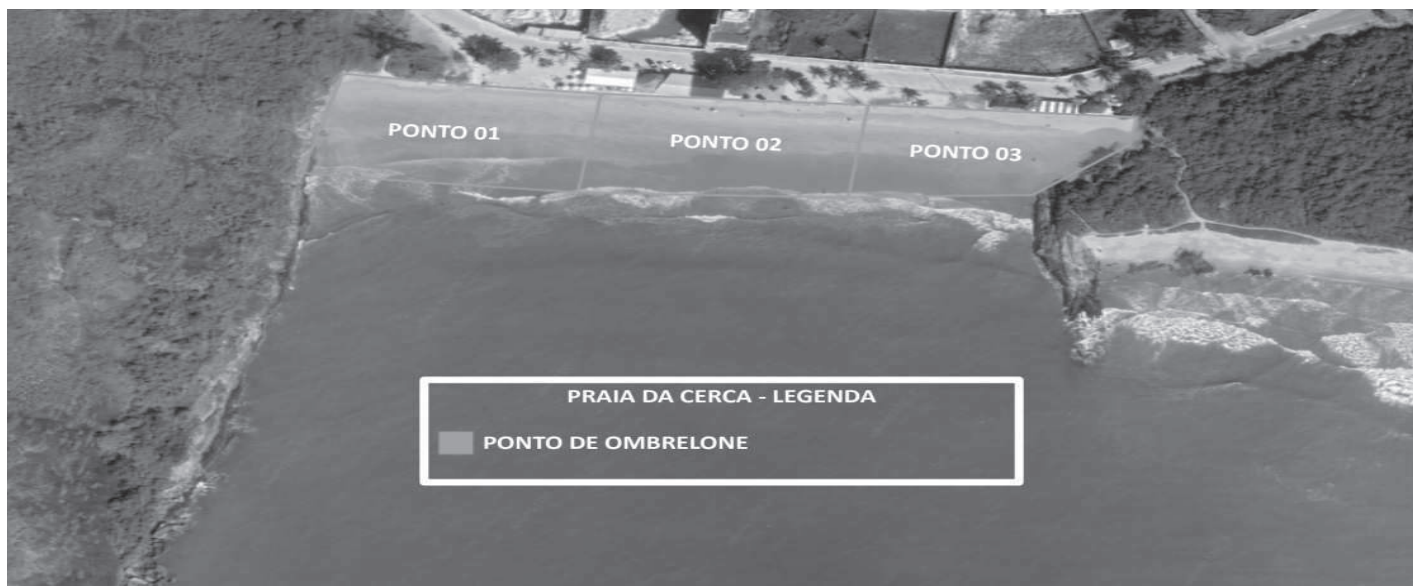 PONTO 01
PONTO 02
PONTO 03
PRAIA DA CERCA - LEGENDA
PONTO DE OMBRELONE